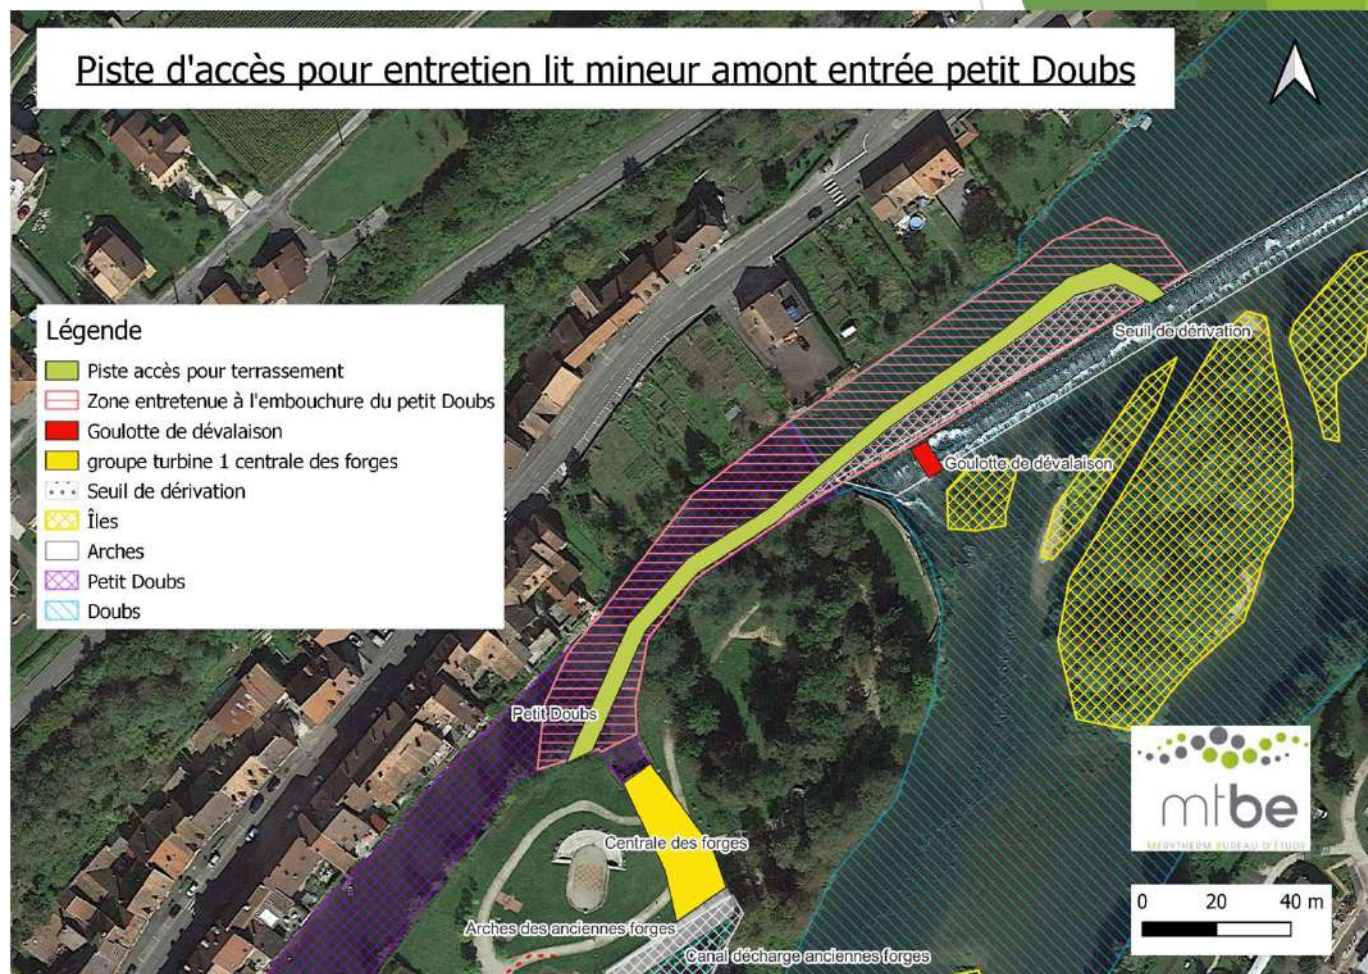 Piste d'accès pour entretien lit mineur amont entrée petit Doubs
Légende
Piste accès pour terrassement
Zone entretenue à l'embouchure du petit Doubs
Goulotte de dévalaison
groupe turbine 1 centrale des forges
Seuil de dérivation
Îles
Arches
Petit Doubs
Doubs
Seuil de dérivation
Goulotte de dévalaison
Petit Doubs
Centrale des forges
Arches des anciennes forges
Canal décharge anciennes forges
mtbe
MERYTHERM BUREAU D'ÉTUDE
0 20 40 m